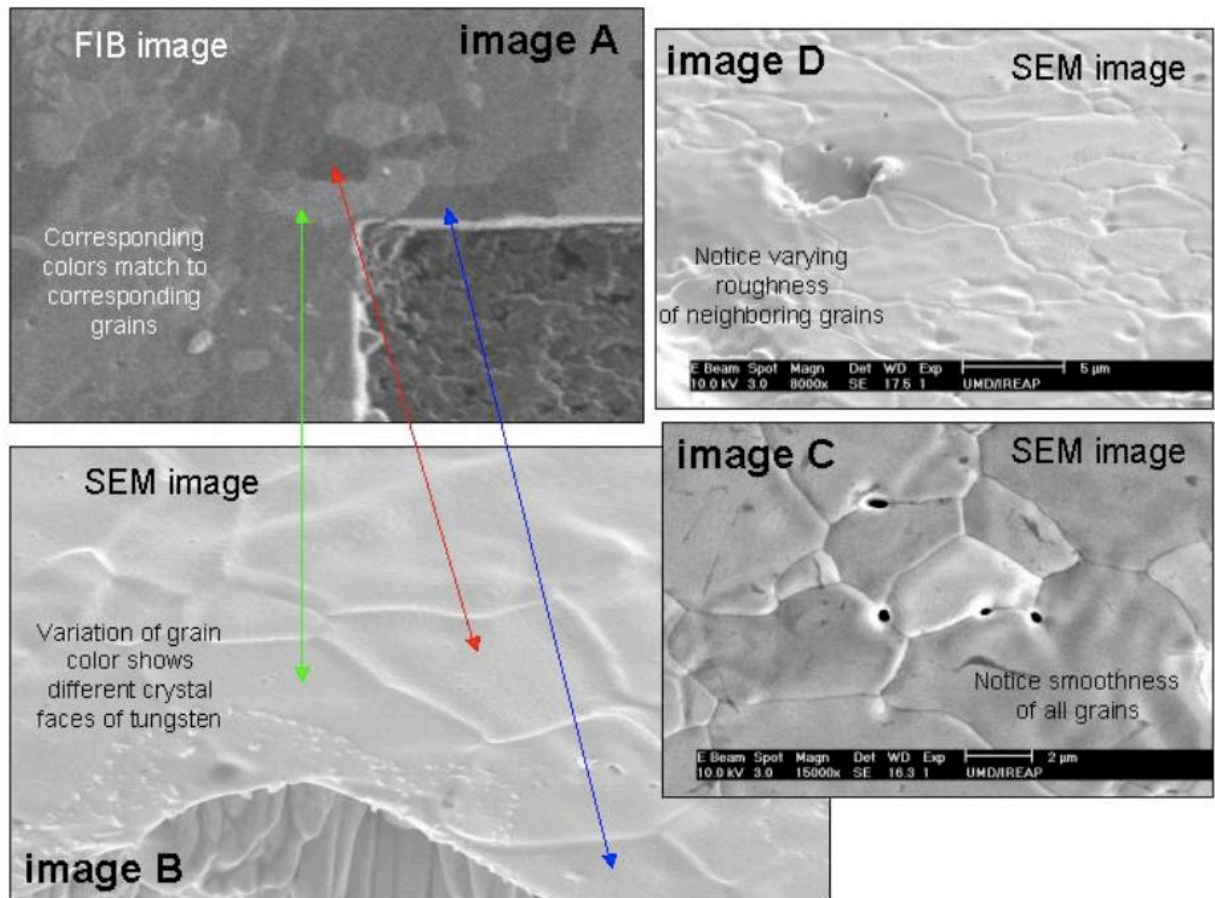 FIB image
image A
Corresponding
colors match to
corresponding
grains
image D
SEM image
Notice varying
roughness
of neighboring grains
E Beam Spot Magn Det WD Exp
10.0 kV 3.0 8000x SE 17.5 1 UMD/IREAP
5 µm
SEM image
Variation of grain
color shows
different crystal
faces of tungsten
image B
image C
SEM image
Notice smoothness
of all grains
E Beam Spot Magn Det WD Exp
10.0 kV 3.0 15000x SE 16.3 1 UMD/IREAP
2 µm